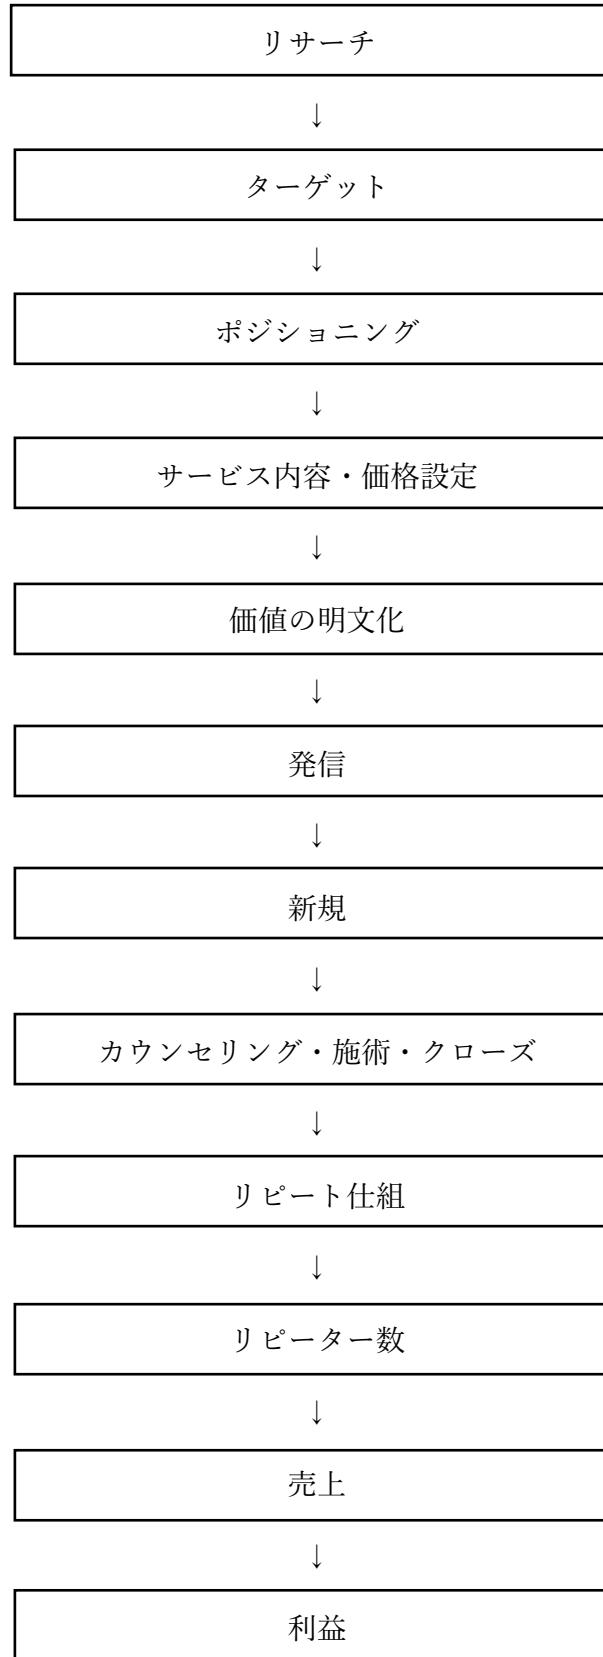 リサーチ
↓
ターゲット
↓
ポジショニング
↓
サービス内容・価格設定
↓
価値の明文化
↓
発信
↓
新規
↓
カウンセリング・施術・クローズ
↓
リピート仕組
↓
リピーター数
↓
売上
↓
利益